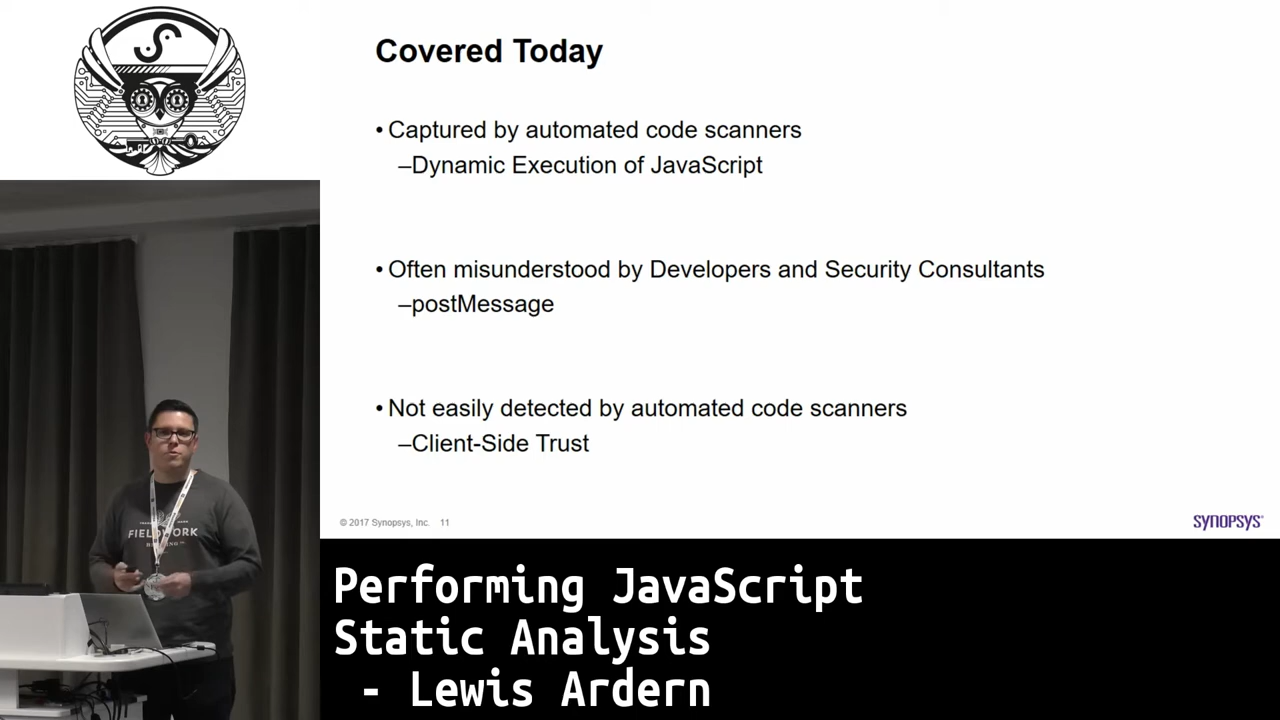 Covered Today
• Captured by automated code scanners
–Dynamic Execution of JavaScript
• Often misunderstood by Developers and Security Consultants
–postMessage
• Not easily detected by automated code scanners
–Client-Side Trust
© 2017 Synopsys, Inc. 11
SYNOPSYS®
FIELDWORK
Performing JavaScript
Static Analysis
- Lewis Ardern